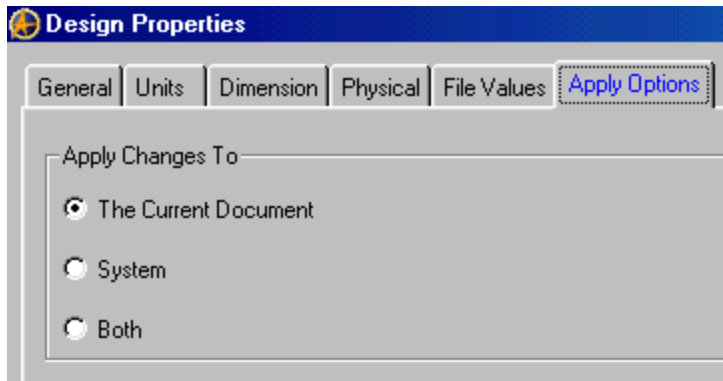 Design Properties
General Units Dimension Physical File Values Apply Options
Apply Changes To
The Current Document
System
Both